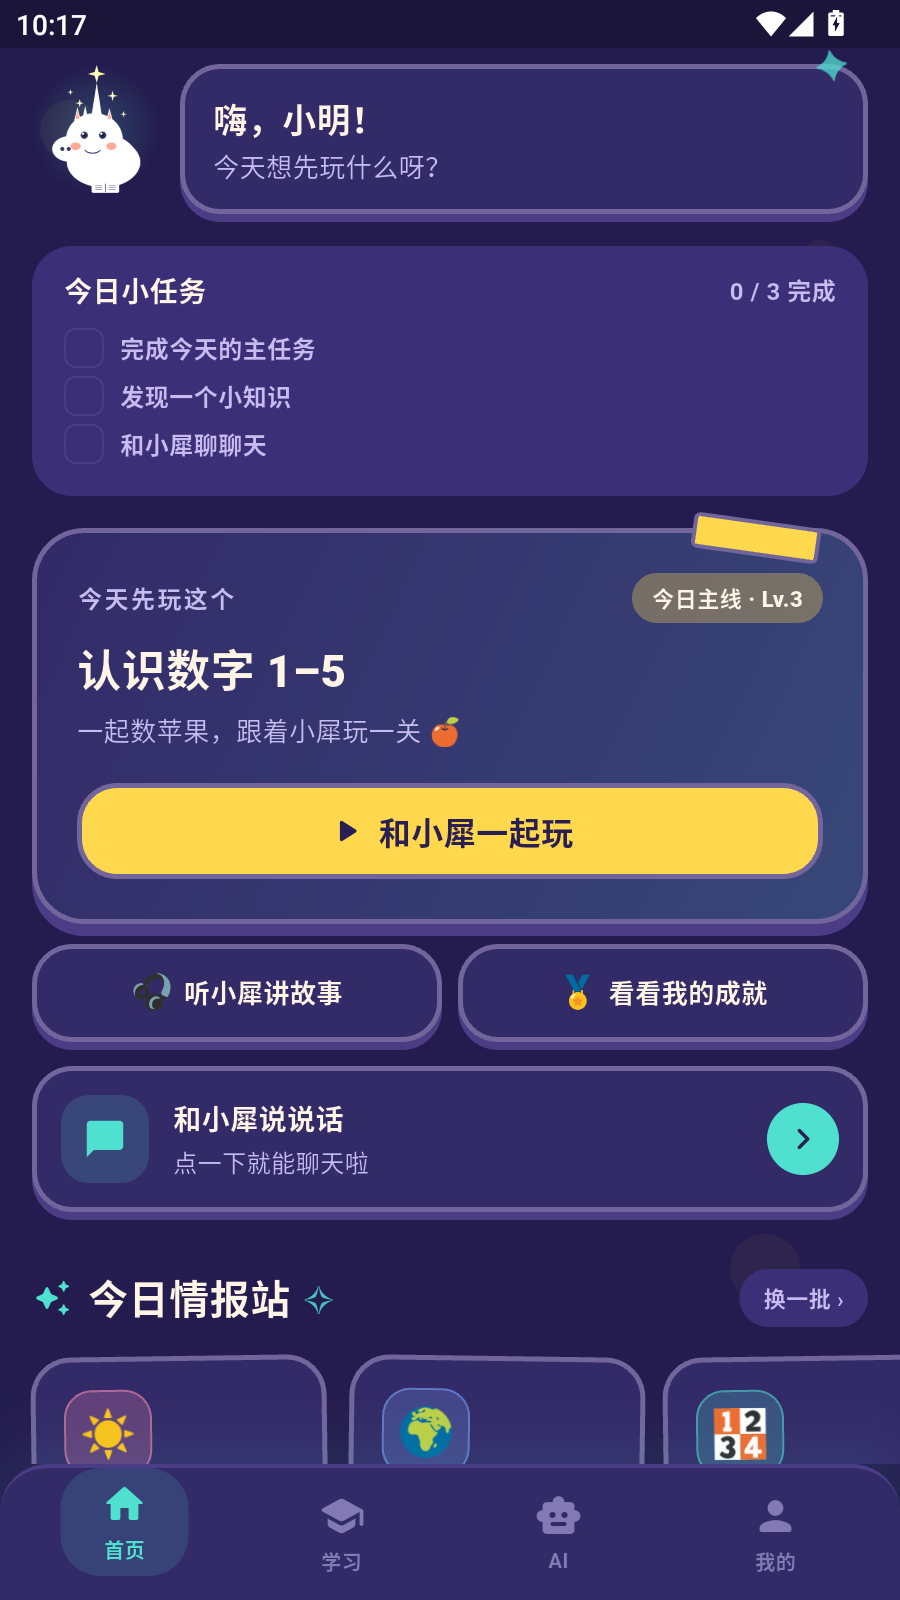 10:17
嗨，小明！
今天想先玩什么呀？
今日小任务
0 / 3 完成
完成今天的主任务
发现一个小知识
和小犀聊聊天
今天先玩这个
今日主线 · Lv.3
认识数字 1–5
一起数苹果，跟着小犀玩一关
和小犀一起玩
听小犀讲故事
看看我的成就
和小犀说说话
点一下就能聊天啦
今日情报站
换一批 ›
1 2
3 4
首页
学习
AI
我的